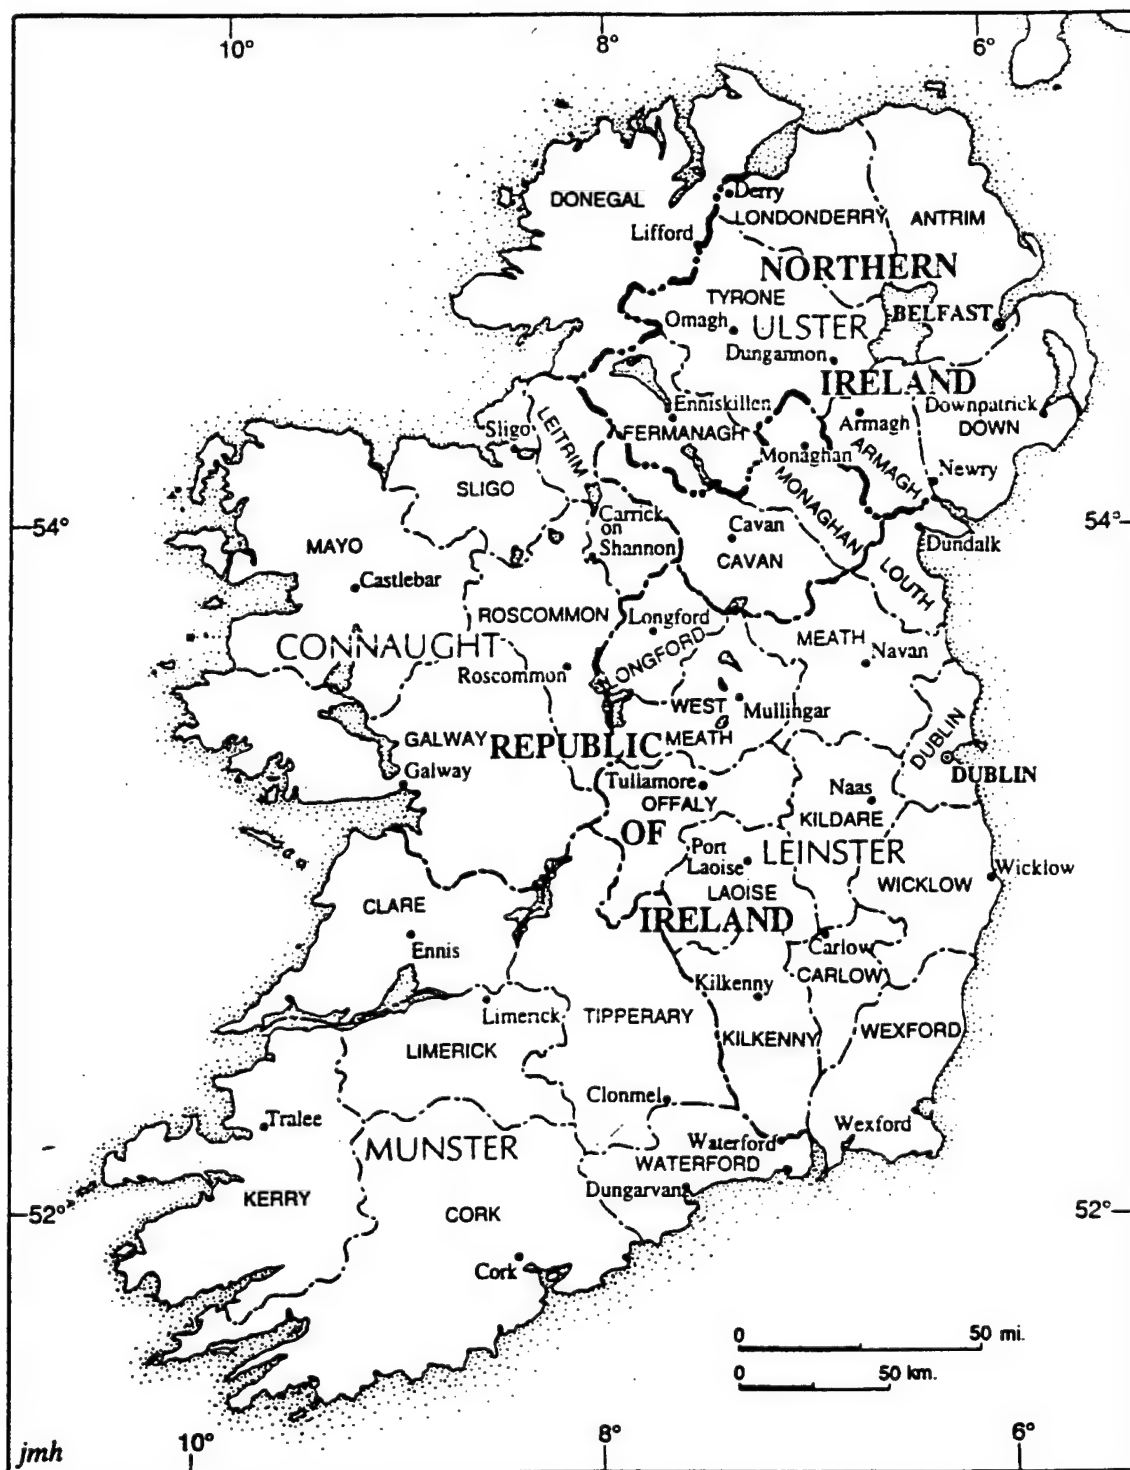 10°
8°
6°
DONEGAL
Derry
LONDONDERRY
ANTRIM
Lifford
NORTHERN
TYRONE
Omagh
ULSTER
BELFAST
Dungannon
IRELAND
Enniskillen
Armagh
Downpatrick
DOWN
Sligo
LEITRIM
FERMANAGH
Monaghan
ARMAGH
Newry
SLIGO
MONAGHAN
54°
Carrick
on
Shannon
Cavan
CAVAN
54°
Dundalk
MAYO
Castlebar
LOUTH
ROSCOMMON
Longford
LONGFORD
MEATH
Navan
CONNAUGHT
Roscommon
WEST
MEATH
Mullingar
GALWAY
REPUBLIC
DUBLIN
DUBLIN
Galway
Tullamore
OFFALY
Naas
KILDARE
OF
Port
Laoise
LAOISE
LEINSTER
WICKLOW
Wicklow
CLARE
IRELAND
Ennis
Carlow
CARLOW
Kilkenny
Limerick
TIPPERARY
KILKENNY
WEXFORD
LIMERICK
Clonmel
Tralee
MUNSTER
Waterford
WATERFORD
Wexford
KERRY
Dungarvan
52°
CORK
52°
Cork
0
50 mi.
0
50 km.
10°
8°
6°
jmh